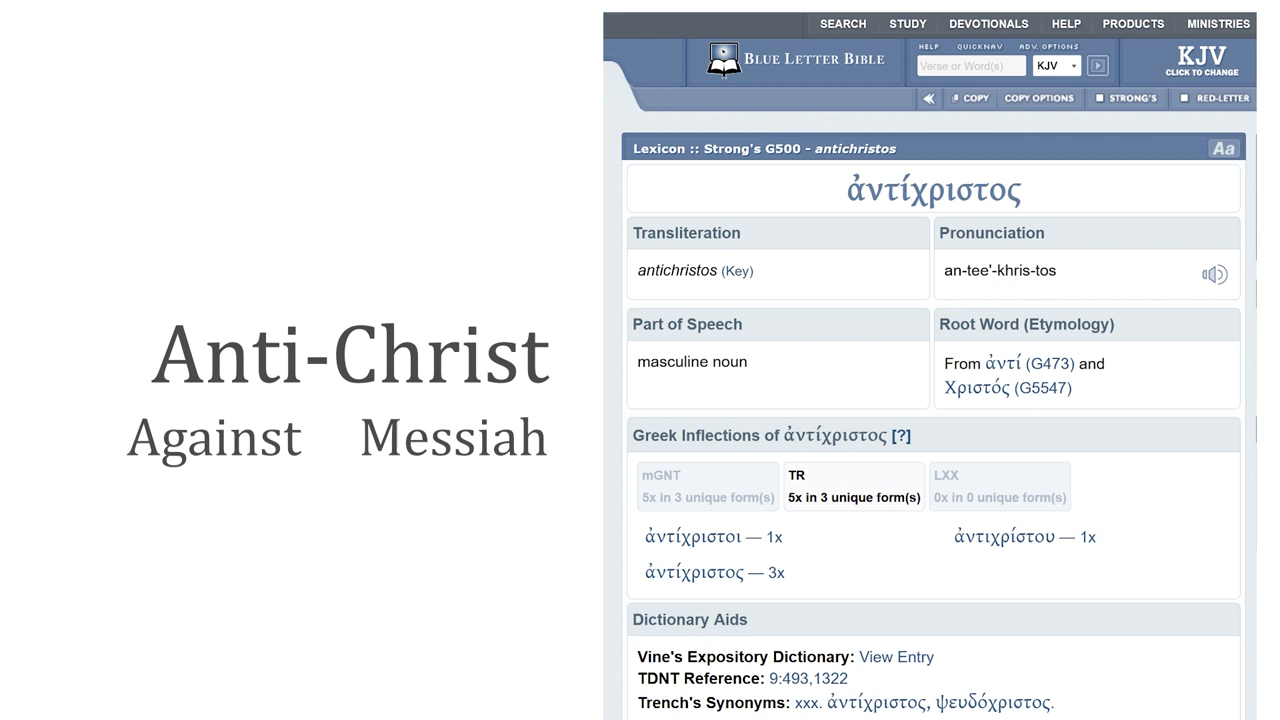 Anti-Christ
Against Messiah
SEARCH STUDY DEVOTIONALS HELP PRODUCTS MINISTRIES
BLUE LETTER BIBLE
HELP QUICKNAV ADV. OPTIONS
Verse or Word(s) KJV
KJV
CLICK TO CHANGE
COPY COPY OPTIONS STRONG'S RED-LETTER
Lexicon :: Strong's G500 - antichristos Aa
ἀντίχριστος
Transliteration Pronunciation
antichristos (Key) an-tee'-khris-tos
Part of Speech Root Word (Etymology)
masculine noun From ἀντί (G473) and
Χριστός (G5547)
Greek Inflections of ἀντίχριστος [?]
mGNT TR LXX
5x in 3 unique form(s) 5x in 3 unique form(s) 0x in 0 unique form(s)
ἀντίχριστοι — 1x ἀντιχρίστου — 1x
ἀντίχριστος — 3x
Dictionary Aids
Vine's Expository Dictionary: View Entry
TDNT Reference: 9:493,1322
Trench's Synonyms: xxx. ἀντίχριστος, ψευδόχριστος.